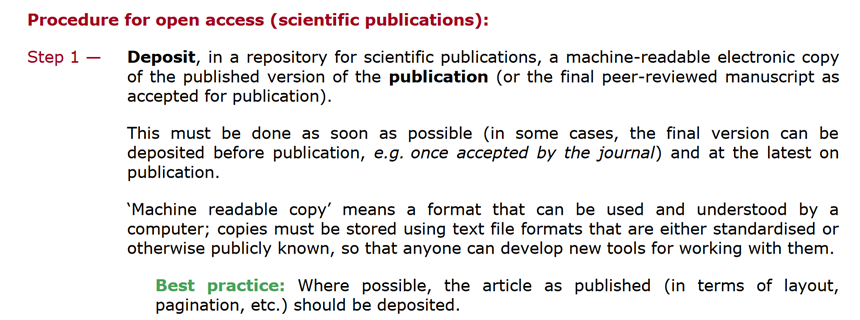 Procedure for open access (scientific publications):
Step 1 — Deposit, in a repository for scientific publications, a machine-readable electronic copy
of the published version of the publication (or the final peer-reviewed manuscript as
accepted for publication).
This must be done as soon as possible (in some cases, the final version can be
deposited before publication, e.g. once accepted by the journal) and at the latest on
publication.
‘Machine readable copy’ means a format that can be used and understood by a
computer; copies must be stored using text file formats that are either standardised or
otherwise publicly known, so that anyone can develop new tools for working with them.
Best practice: Where possible, the article as published (in terms of layout,
pagination, etc.) should be deposited.